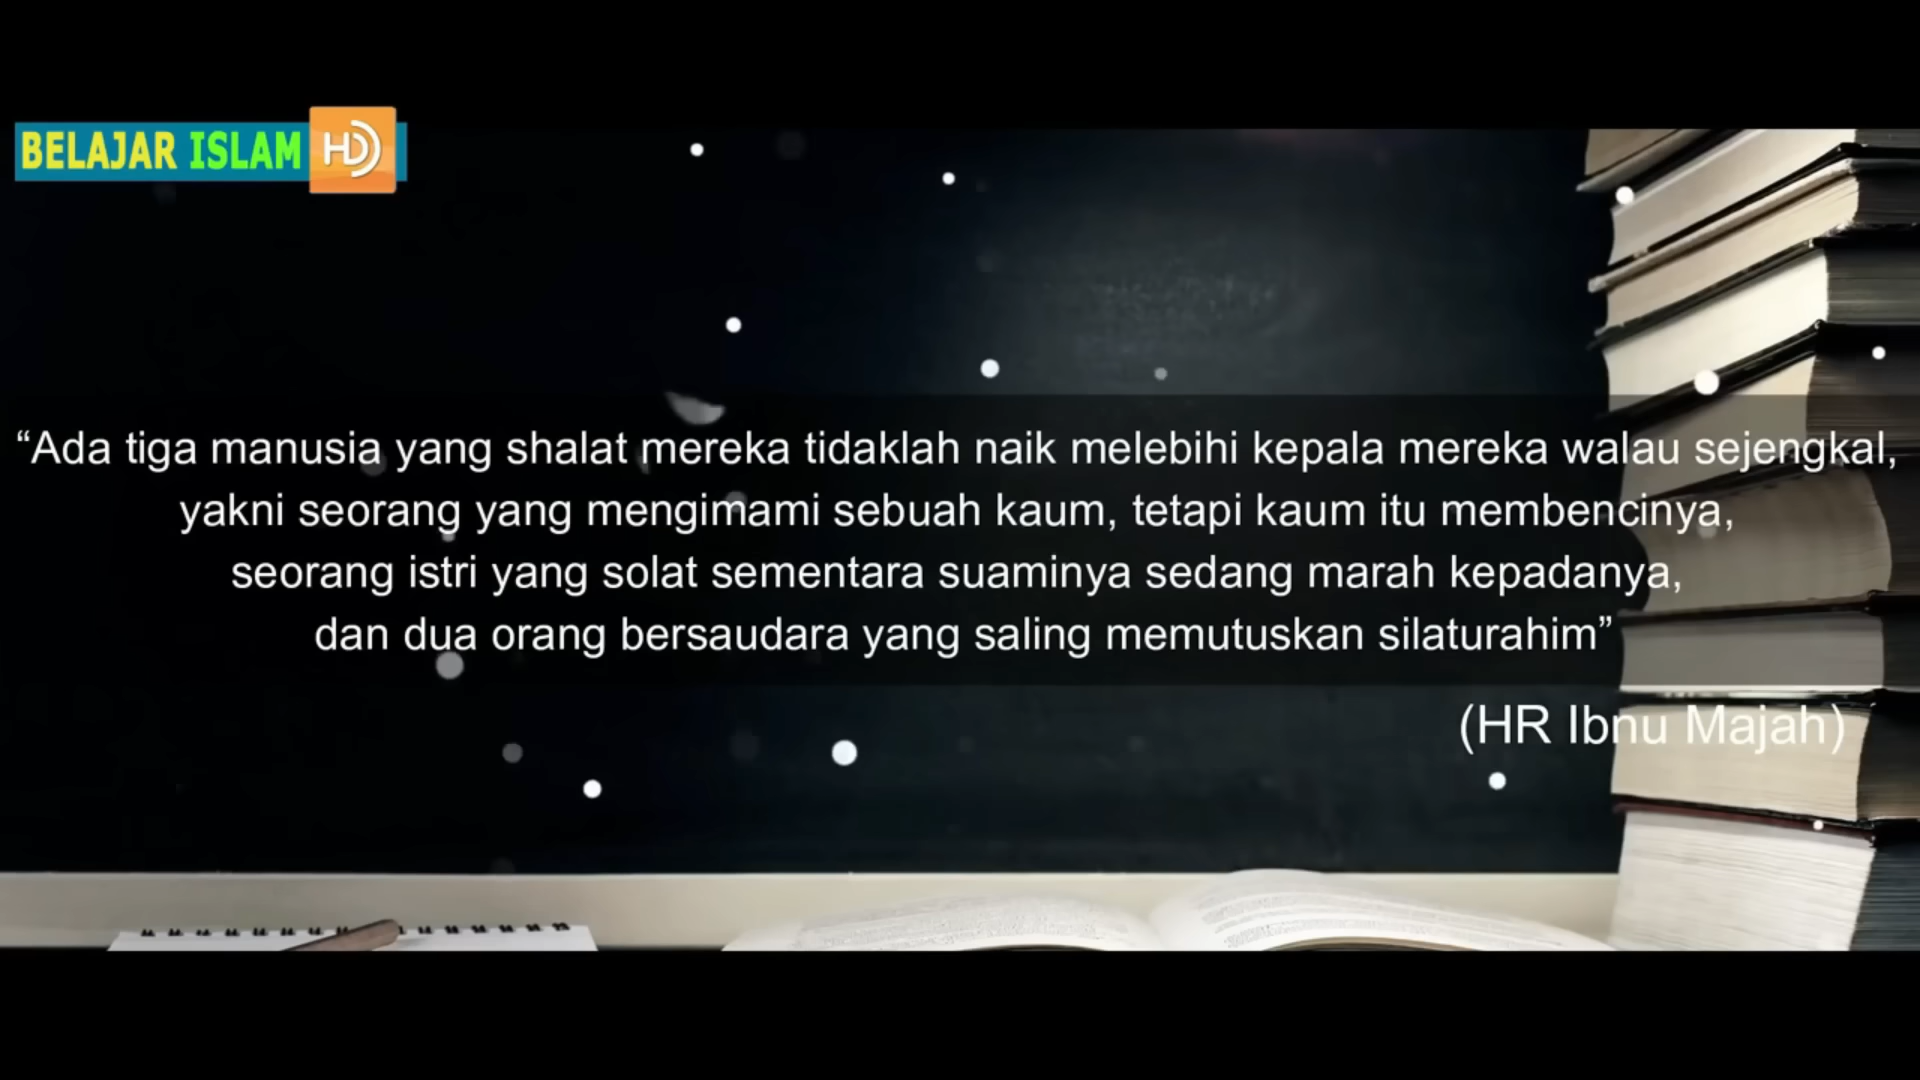 BELAJAR ISLAM HD
“Ada tiga manusia yang shalat mereka tidaklah naik melebihi kepala mereka walau sejengkal,
yakni seorang yang mengimami sebuah kaum, tetapi kaum itu membencinya,
seorang istri yang solat sementara suaminya sedang marah kepadanya,
dan dua orang bersaudara yang saling memutuskan silaturahim”
(HR Ibnu Majah)